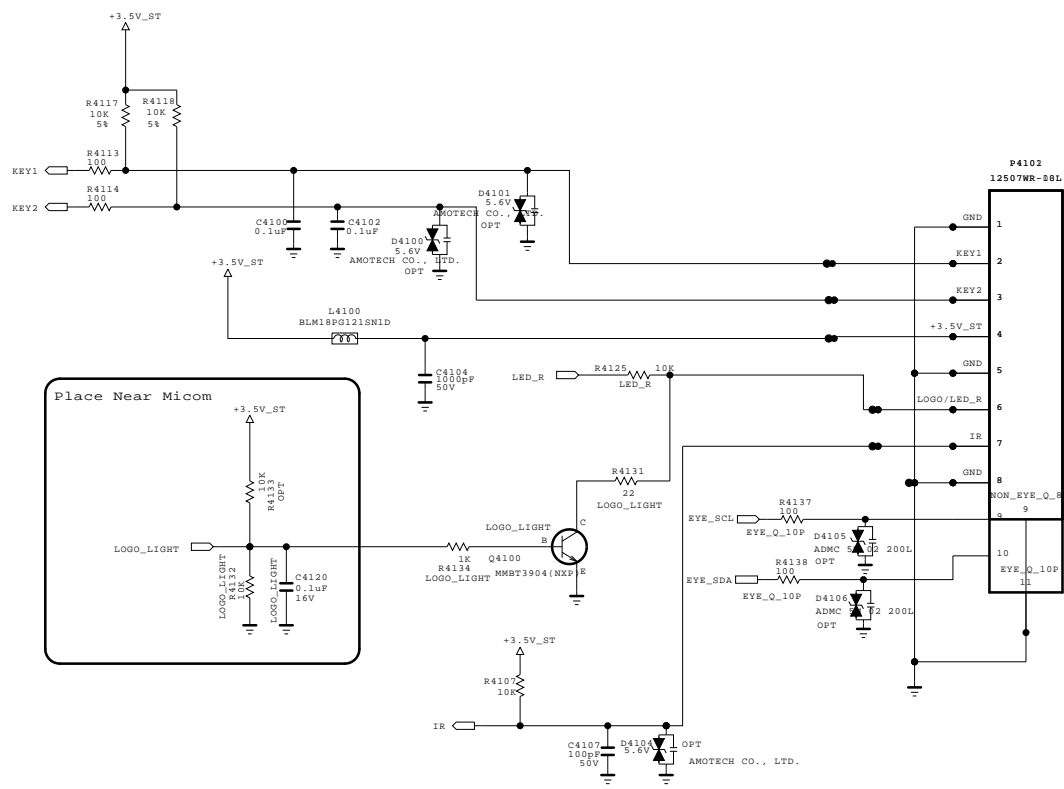 +3.5V_ST
R4117
10K
5%
R4118
10K
5%
R4113
100
KEY1
R4114
100
KEY2
C4100
0.1uF
C4102
0.1uF
D4101
5.6V
AMOTECH CO., LTD.
OPT
D4100
5.6V
AMOTECH CO., LTD.
OPT
P4102
12507WR-08L
GND
1
KEY1
2
KEY2
3
+3.5V_ST
4
GND
5
LOGO/LED_R
6
IR
7
GND
8
NON_EYE_Q_8
9
9
10
EYE_Q_10P
11
+3.5V_ST
L4100
BLM18PG121SN1D
C4104
1000pF
50V
LED_R
R4125
10K
LED_R
Place Near Micom
+3.5V_ST
10K
R4133
OPT
LOGO_LIGHT
LOGO_LIGHT
R4132
10K
LOGO_LIGHT
C4120
0.1uF
16V
1K
R4134
LOGO_LIGHT
R4131
22
LOGO_LIGHT
LOGO_LIGHT
B
C
E
Q4100
MMBT3904(NXP)
EYE_SCL
R4137
100
EYE_Q_10P
D4105
ADMC 5 02 200L
OPT
EYE_SDA
R4138
100
EYE_Q_10P
D4106
ADMC 5 02 200L
OPT
+3.5V_ST
R4107
10K
IR
C4107
100pF
50V
D4104
5.6V
OPT
AMOTECH CO., LTD.